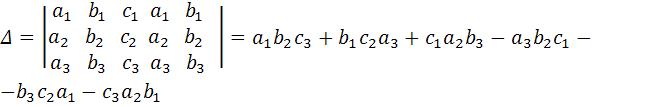 Δ = | a₁ b₁ c₁ a₁ b₁ |
| a₂ b₂ c₂ a₂ b₂ | = a₁b₂c₃ + b₁c₂a₃ + c₁a₂b₃ − a₃b₂c₁ −
| a₃ b₃ c₃ a₃ b₃ |
−b₃c₂a₁ − c₃a₂b₁